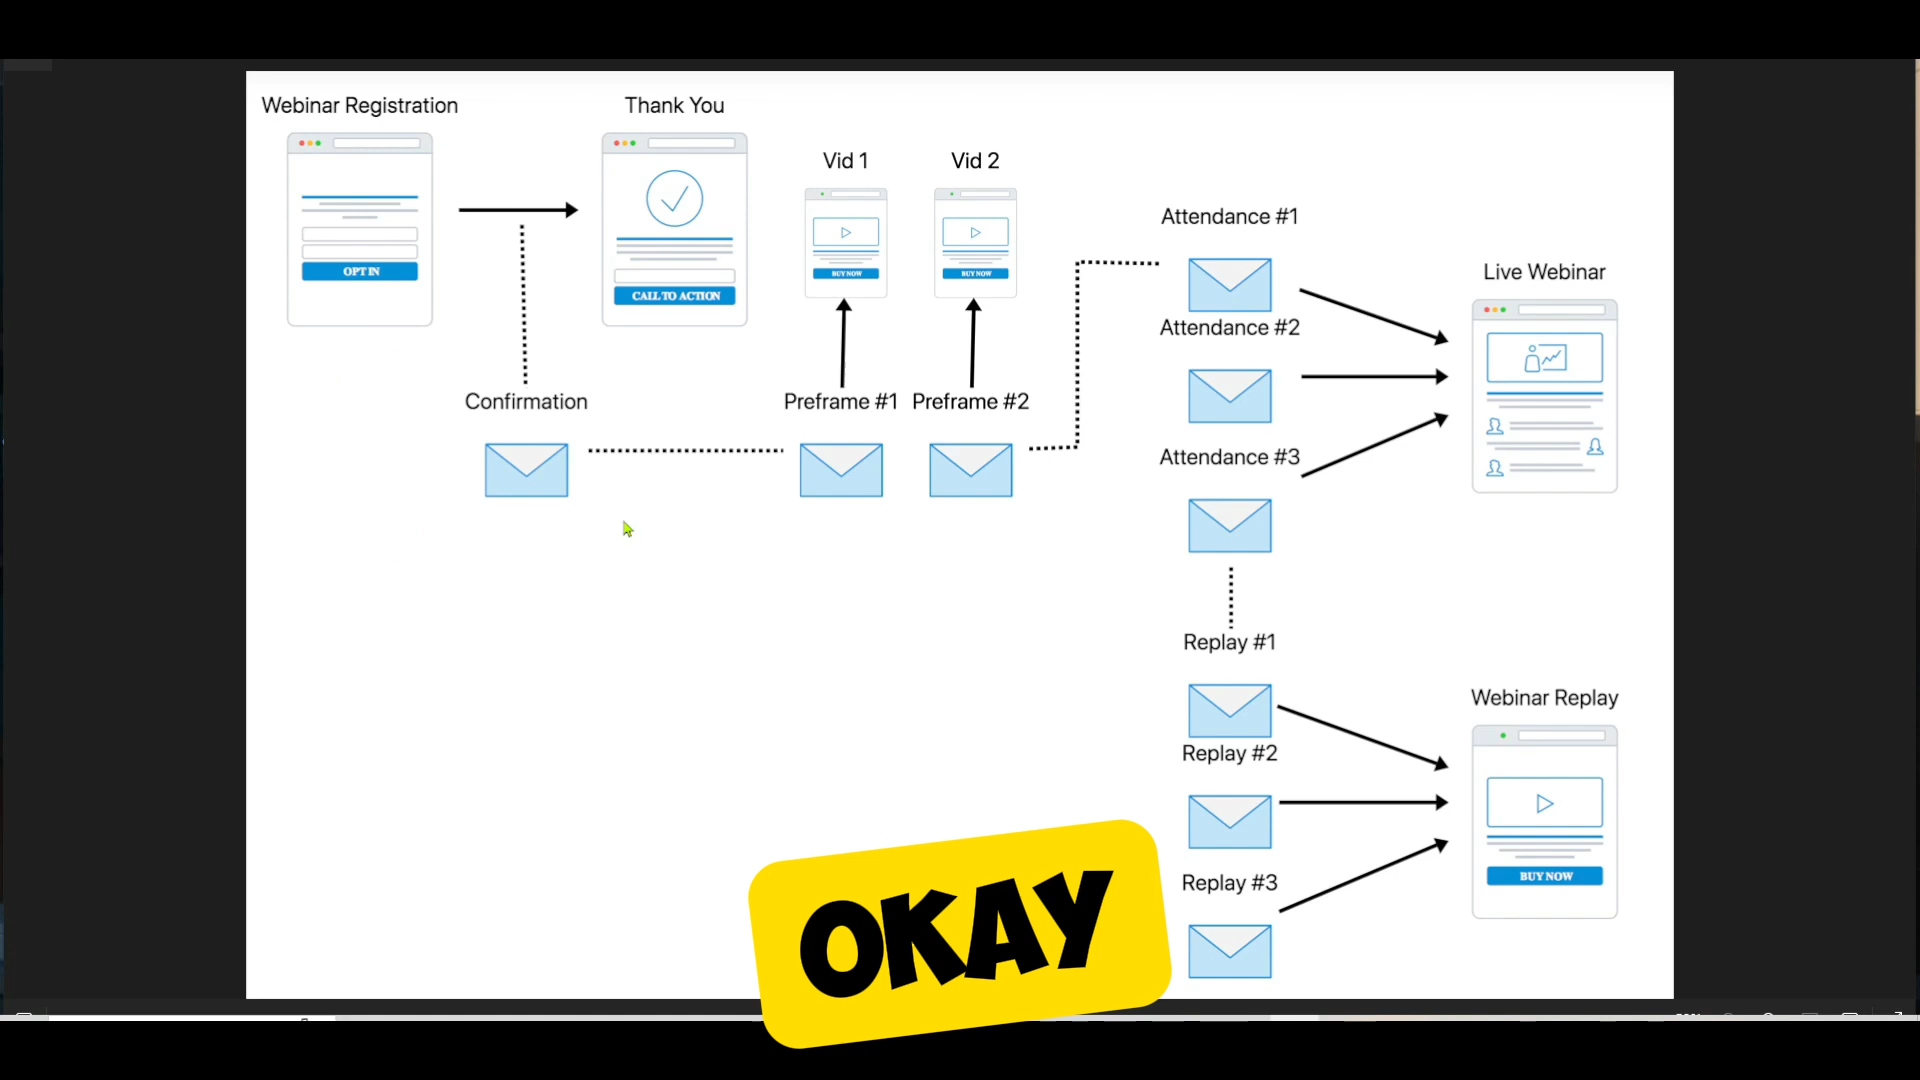 Webinar Registration
Thank You
Vid 1
Vid 2
OPT IN
CALL TO ACTION
BUY NOW
BUY NOW
Attendance #1
Attendance #2
Attendance #3
Live Webinar
Confirmation
Preframe #1
Preframe #2
Replay #1
Replay #2
Replay #3
Webinar Replay
BUY NOW
OKAY